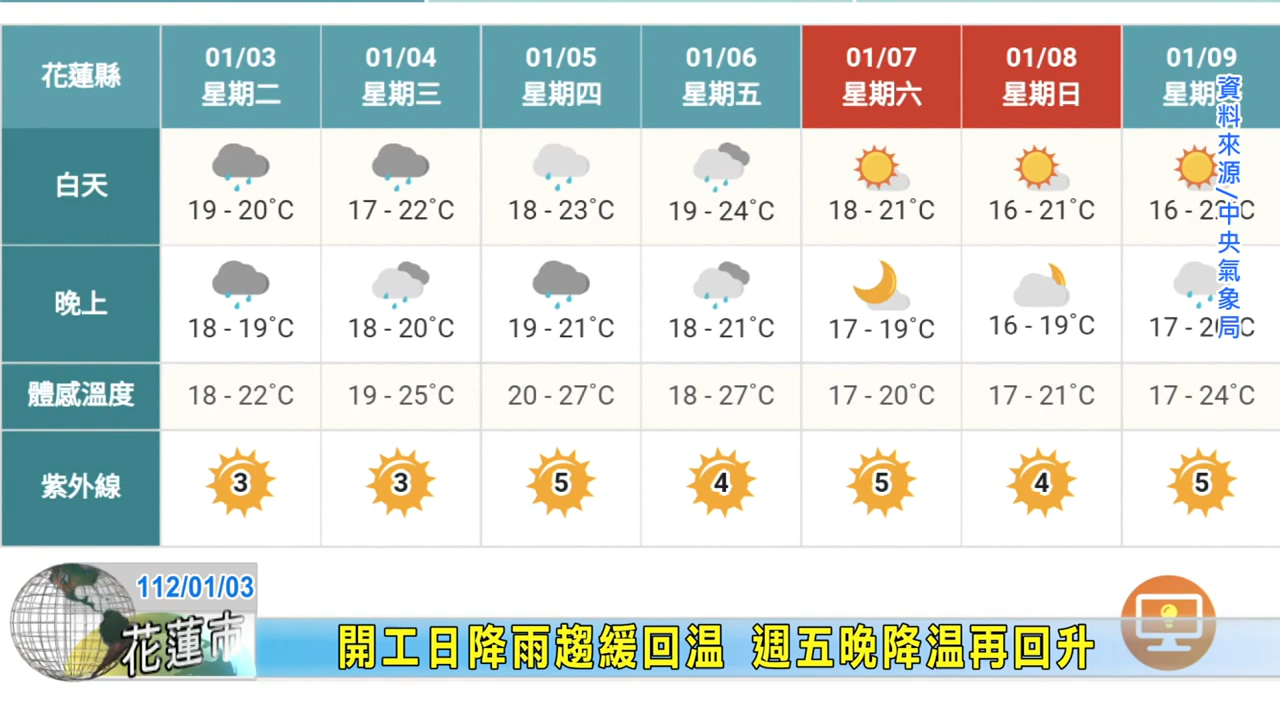 花蓮縣
01/03
星期二
01/04
星期三
01/05
星期四
01/06
星期五
01/07
星期六
01/08
星期日
01/09
星期
資料來源/中央氣象局
白天
19 - 20°C
17 - 22°C
18 - 23°C
19 - 24°C
18 - 21°C
16 - 21°C
16 - 2 °C
晚上
18 - 19°C
18 - 20°C
19 - 21°C
18 - 21°C
17 - 19°C
16 - 19°C
17 - 2 °C
體感溫度
18 - 22°C
19 - 25°C
20 - 27°C
18 - 27°C
17 - 20°C
17 - 21°C
17 - 24°C
紫外線
3
3
5
4
5
4
5
112/01/03
花蓮市
開工日降雨趨緩回溫 週五晚降溫再回升